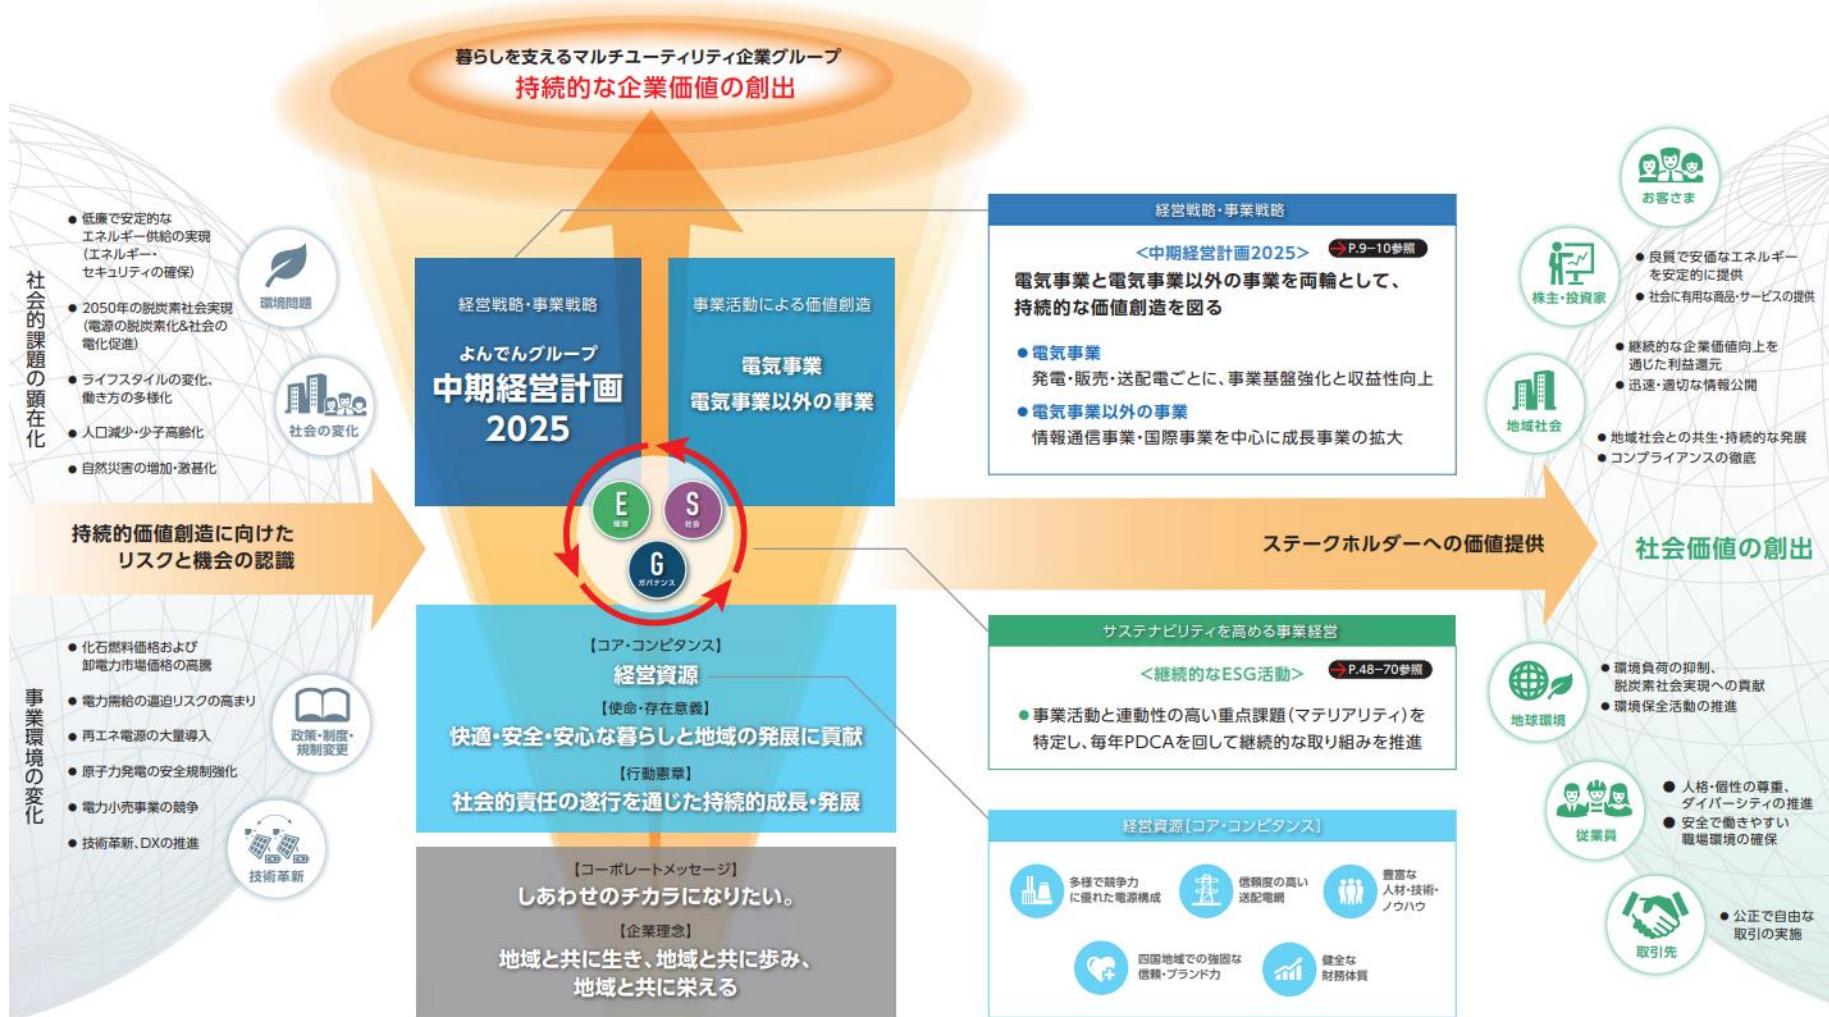 暮らしを支えるマルチユーティリティ企業グループ
持続的な企業価値の創出
社会的課題の顕在化
● 低廉で安定的な
エネルギー供給の実現
(エネルギー・
セキュリティの確保)
● 2050年の脱炭素社会実現
(電源の脱炭素化&社会の
電化促進)
● ライフスタイルの変化、
働き方の多様化
● 人口減少・少子高齢化
● 自然災害の増加・激甚化
環境問題
社会の変化
持続的価値創造に向けた
リスクと機会の認識
事業環境の変化
● 化石燃料価格および
卸電力市場価格の高騰
● 電力需給の逼迫リスクの高まり
● 再エネ電源の大量導入
● 原子力発電の安全規制強化
● 電力小売事業の競争
● 技術革新、DXの推進
政策・制度・
規制変更
技術革新
経営戦略・事業戦略
よんでんグループ
中期経営計画
2025
事業活動による価値創造
電気事業
電気事業以外の事業
E
環境
S
社会
G
ガバナンス
【コア・コンピタンス】
経営資源
【使命・存在意義】
快適・安全・安心な暮らしと地域の発展に貢献
【行動憲章】
社会的責任の遂行を通じた持続的成長・発展
【コーポレートメッセージ】
しあわせのチカラになりたい。
【企業理念】
地域と共に生き、地域と共に歩み、
地域と共に栄える
経営戦略・事業戦略
<中期経営計画2025> P.9−10参照
電気事業と電気事業以外の事業を両輪として、
持続的な価値創造を図る
● 電気事業
発電・販売・送配電ごとに、事業基盤強化と収益性向上
● 電気事業以外の事業
情報通信事業・国際事業を中心に成長事業の拡大
ステークホルダーへの価値提供
サステナビリティを高める事業経営
<継続的なESG活動> P.48−70参照
● 事業活動と連動性の高い重点課題(マテリアリティ)を
特定し、毎年PDCAを回して継続的な取り組みを推進
経営資源[コア・コンピタンス]
多様で競争力
に優れた電源構成
信頼度の高い
送配電網
豊富な
人材・技術・
ノウハウ
四国地域での強固な
信頼・ブランド力
健全な
財務体質
お客さま
● 良質で安価なエネルギー
を安定的に提供
● 社会に有用な商品・サービスの提供
株主・投資家
● 継続的な企業価値向上を
通じた利益還元
● 迅速・適切な情報公開
地域社会
● 地域社会との共生・持続的な発展
● コンプライアンスの徹底
社会価値の創出
地球環境
● 環境負荷の抑制、
脱炭素社会実現への貢献
● 環境保全活動の推進
従業員
● 人格・個性の尊重、
ダイバーシティの推進
● 安全で働きやすい
職場環境の確保
取引先
● 公正で自由な
取引の実施